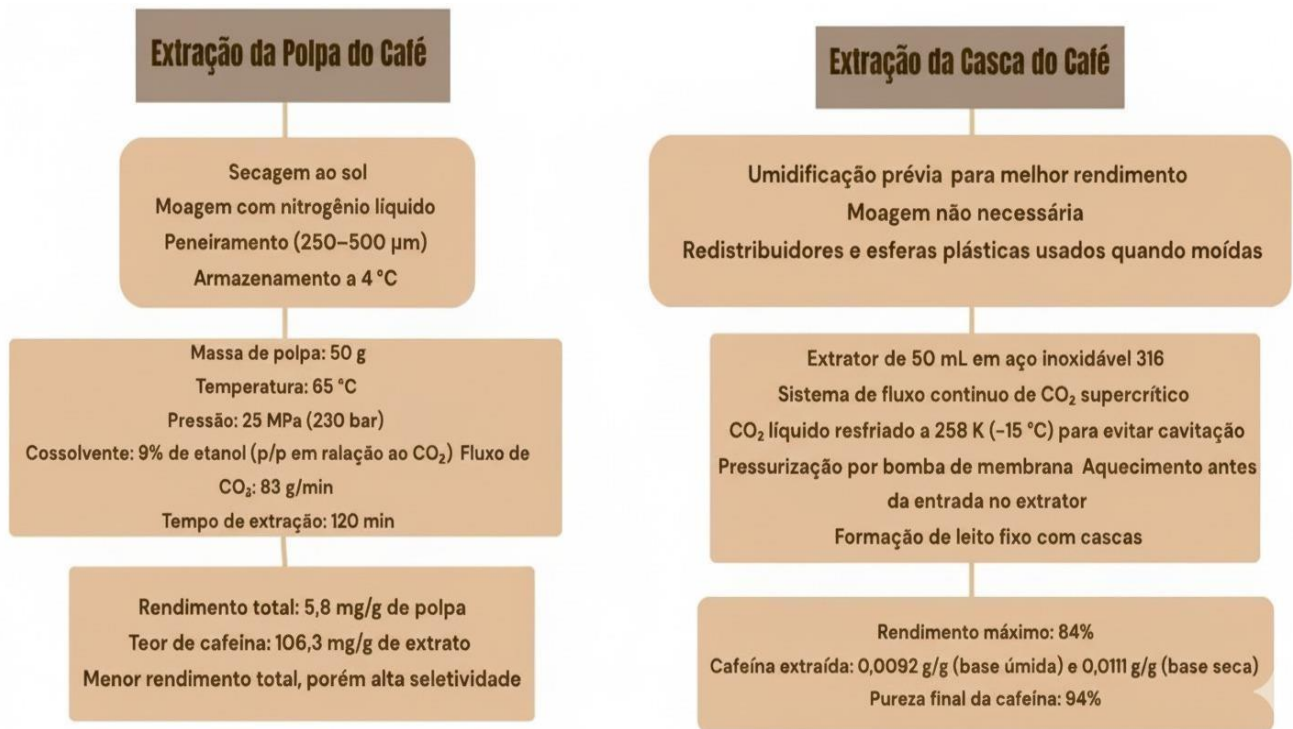 Extração da Polpa do Café
Secagem ao sol
Moagem com nitrogênio líquido
Peneiramento (250–500 µm)
Armazenamento a 4 °C
Massa de polpa: 50 g
Temperatura: 65 °C
Pressão: 25 MPa (230 bar)
Cossolvente: 9% de etanol (p/p em ralação ao CO₂) Fluxo de
CO₂: 83 g/min
Tempo de extração: 120 min
Rendimento total: 5,8 mg/g de polpa
Teor de cafeína: 106,3 mg/g de extrato
Menor rendimento total, porém alta seletividade
Extração da Casca do Café
Umidificação prévia para melhor rendimento
Moagem não necessária
Redistribuidores e esferas plásticas usados quando moídas
Extrator de 50 mL em aço inoxidável 316
Sistema de fluxo continuo de CO₂ supercrítico
CO₂ líquido resfriado a 258 K (-15 °C) para evitar cavitação
Pressurização por bomba de membrana Aquecimento antes
da entrada no extrator
Formação de leito fixo com cascas
Rendimento máximo: 84%
Cafeína extraída: 0,0092 g/g (base úmida) e 0,0111 g/g (base seca)
Pureza final da cafeína: 94%